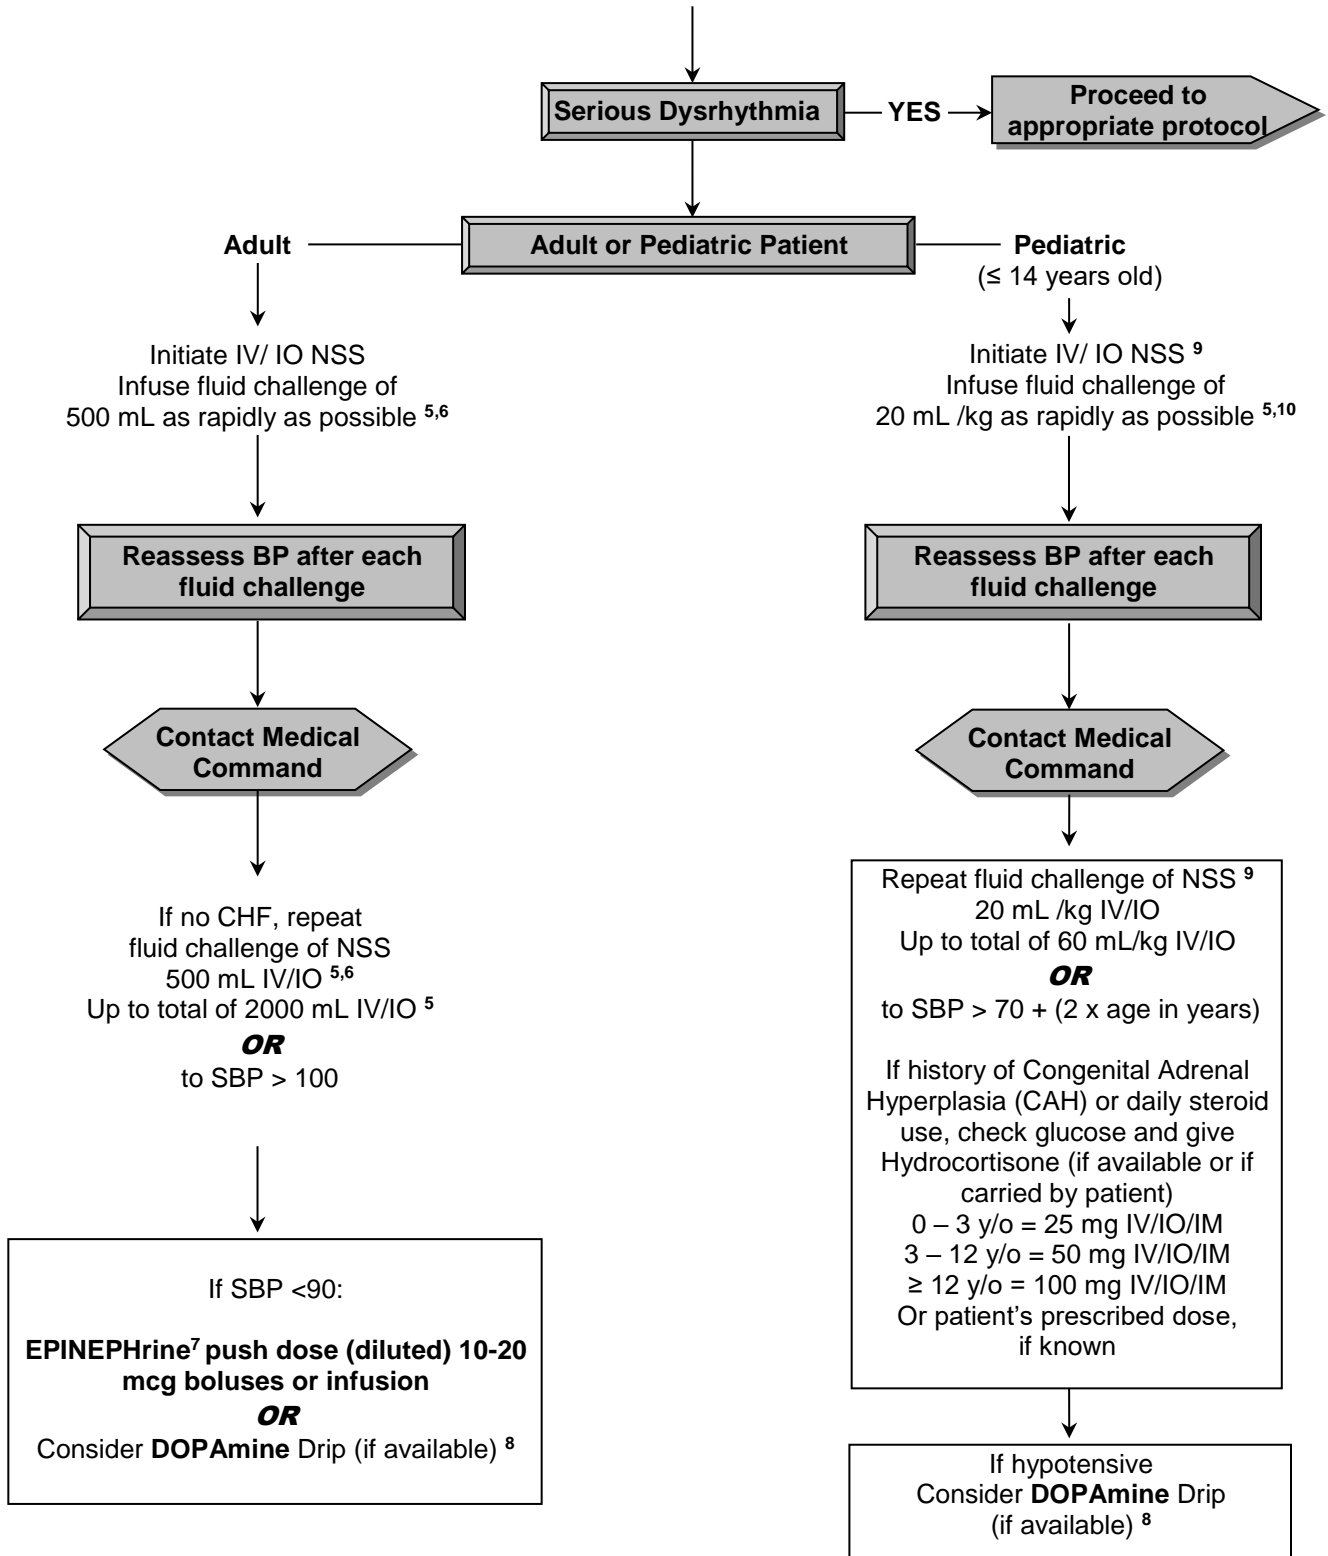 Serious Dysrhythmia
YES
Proceed to
appropriate protocol
Adult
Adult or Pediatric Patient
Pediatric
(≤ 14 years old)
Initiate IV/ IO NSS
Infuse fluid challenge of
500 mL as rapidly as possible 5,6
Reassess BP after each
fluid challenge
Contact Medical
Command
If no CHF, repeat
fluid challenge of NSS
500 mL IV/IO 5,6
Up to total of 2000 mL IV/IO 5
OR
to SBP > 100
If SBP <90:
EPINEPHrine7 push dose (diluted) 10-20
mcg boluses or infusion
OR
Consider DOPAmine Drip (if available) 8
Initiate IV/ IO NSS 9
Infuse fluid challenge of
20 mL /kg as rapidly as possible 5,10
Reassess BP after each
fluid challenge
Contact Medical
Command
Repeat fluid challenge of NSS 9
20 mL /kg IV/IO
Up to total of 60 mL/kg IV/IO
OR
to SBP > 70 + (2 x age in years)
If history of Congenital Adrenal
Hyperplasia (CAH) or daily steroid
use, check glucose and give
Hydrocortisone (if available or if
carried by patient)
0 – 3 y/o = 25 mg IV/IO/IM
3 – 12 y/o = 50 mg IV/IO/IM
≥ 12 y/o = 100 mg IV/IO/IM
Or patient's prescribed dose,
if known
If hypotensive
Consider DOPAmine Drip
(if available) 8